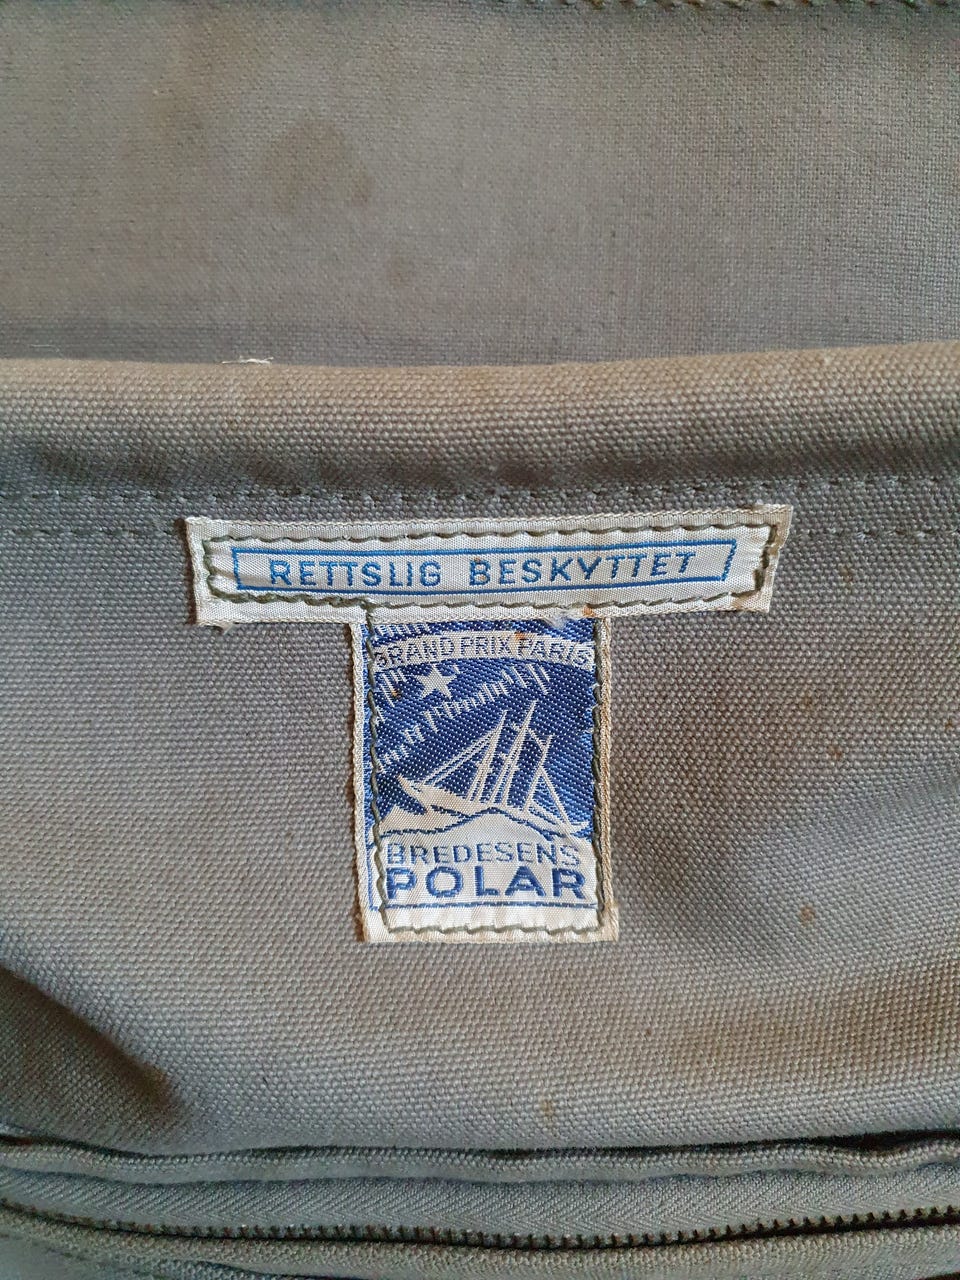 RETTSLIG BESKYTTET
GRAND PRIX PARIS
BREDESENS
POLAR